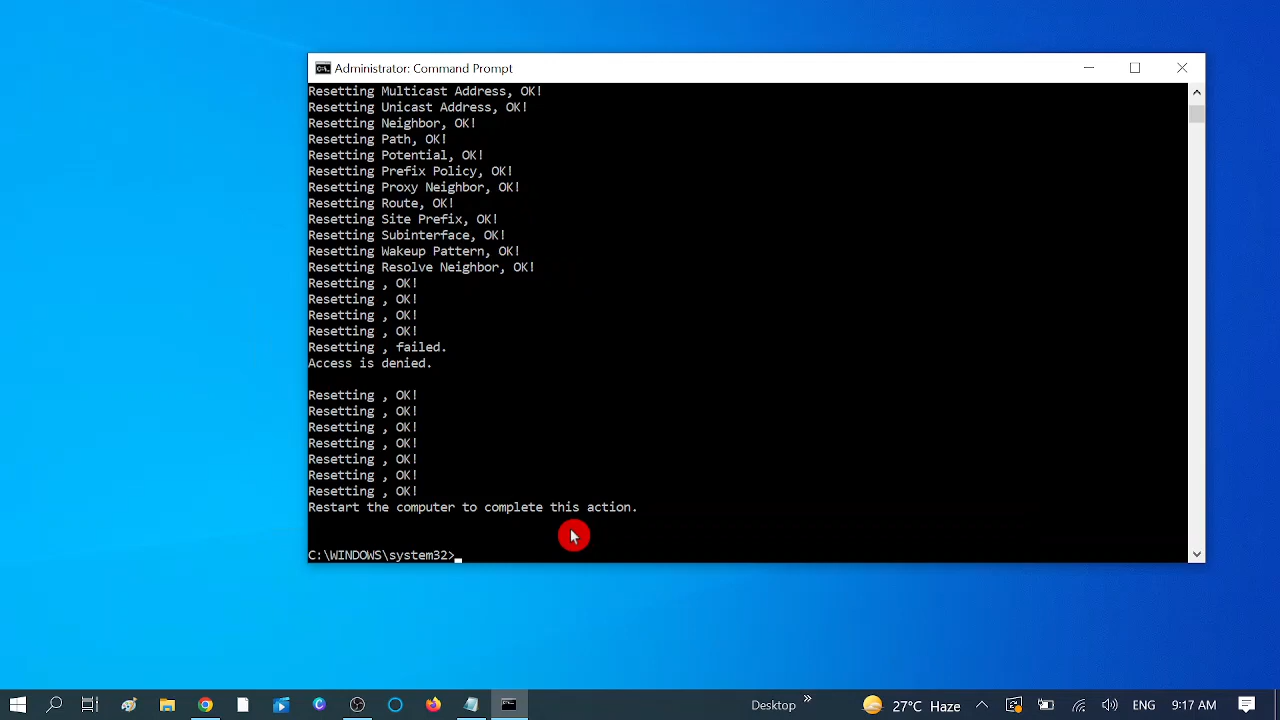 Administrator: Command Prompt
Resetting Multicast Address, OK!
Resetting Unicast Address, OK!
Resetting Neighbor, OK!
Resetting Path, OK!
Resetting Potential, OK!
Resetting Prefix Policy, OK!
Resetting Proxy Neighbor, OK!
Resetting Route, OK!
Resetting Site Prefix, OK!
Resetting Subinterface, OK!
Resetting Wakeup Pattern, OK!
Resetting Resolve Neighbor, OK!
Resetting , OK!
Resetting , OK!
Resetting , OK!
Resetting , OK!
Resetting , failed.
Access is denied.
Resetting , OK!
Resetting , OK!
Resetting , OK!
Resetting , OK!
Resetting , OK!
Resetting , OK!
Resetting , OK!
Restart the computer to complete this action.
C:\WINDOWS\system32>
Desktop » 27°C Haze ENG 9:17 AM